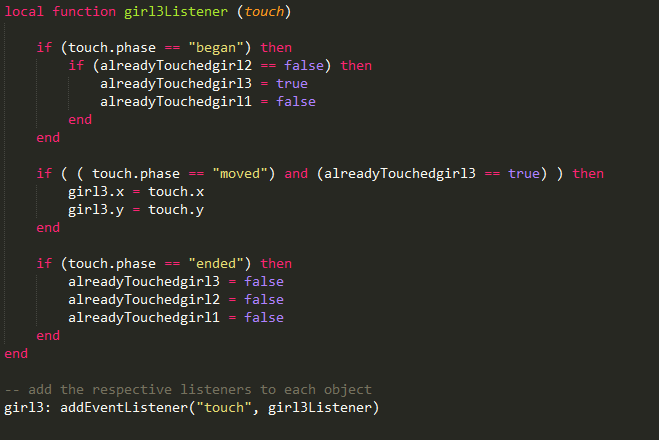 local function girl3Listener (touch)
if (touch.phase == "began") then
if (alreadyTouchedgirl2 == false) then
alreadyTouchedgirl3 = true
alreadyTouchedgirl1 = false
end
end
if ( ( touch.phase == "moved") and (alreadyTouchedgirl3 == true) ) then
girl3.x = touch.x
girl3.y = touch.y
end
if (touch.phase == "ended") then
alreadyTouchedgirl3 = false
alreadyTouchedgirl2 = false
alreadyTouchedgirl1 = false
end
end
-- add the respective listeners to each object
girl3: addEventListener("touch", girl3Listener)